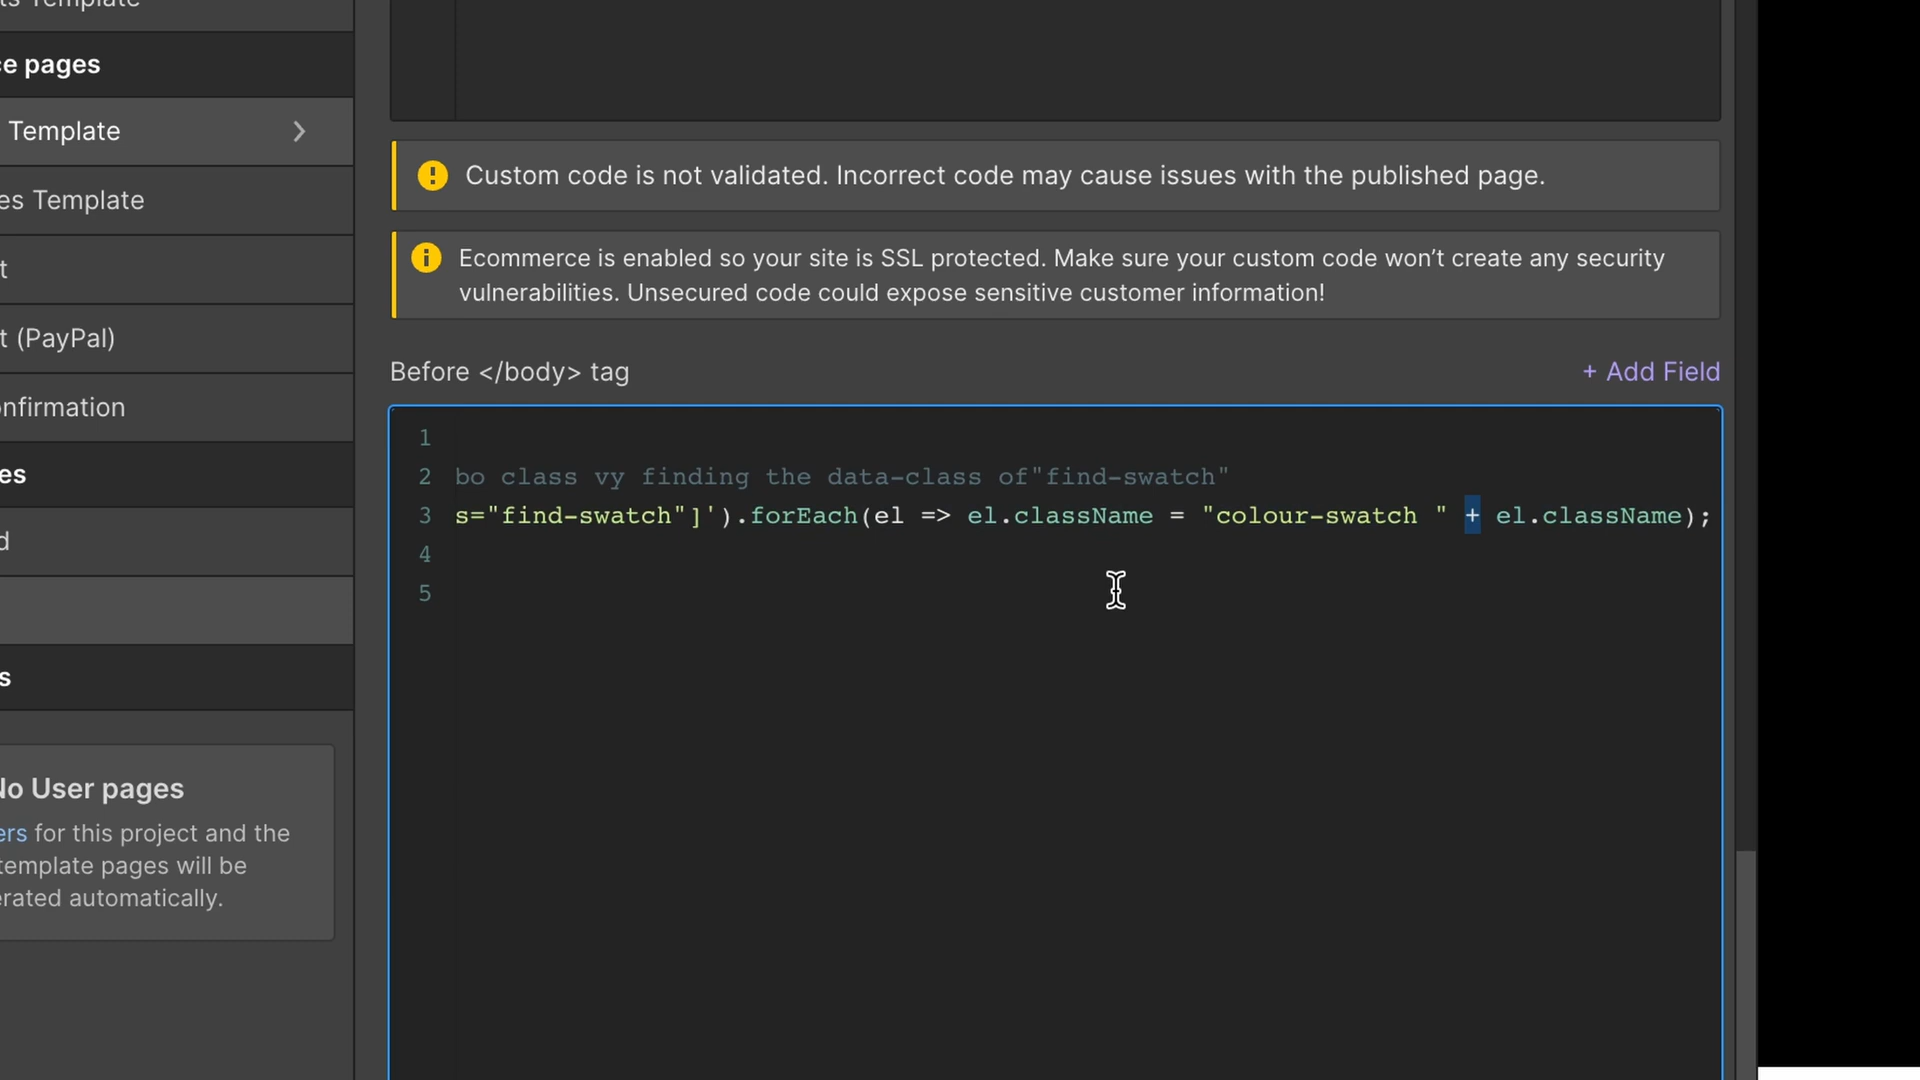 Template
ce pages
Template
es Template
t
t (PayPal)
onfirmation
es
d
s
No User pages
ers for this project and the
template pages will be
erated automatically.
Custom code is not validated. Incorrect code may cause issues with the published page.
Ecommerce is enabled so your site is SSL protected. Make sure your custom code won’t create any security
vulnerabilities. Unsecured code could expose sensitive customer information!
Before </body> tag
+ Add Field
1
2 bo class vy finding the data-class of"find-swatch"
3 s="find-swatch"]').forEach(el => el.className = "colour-swatch " + el.className);
4
5